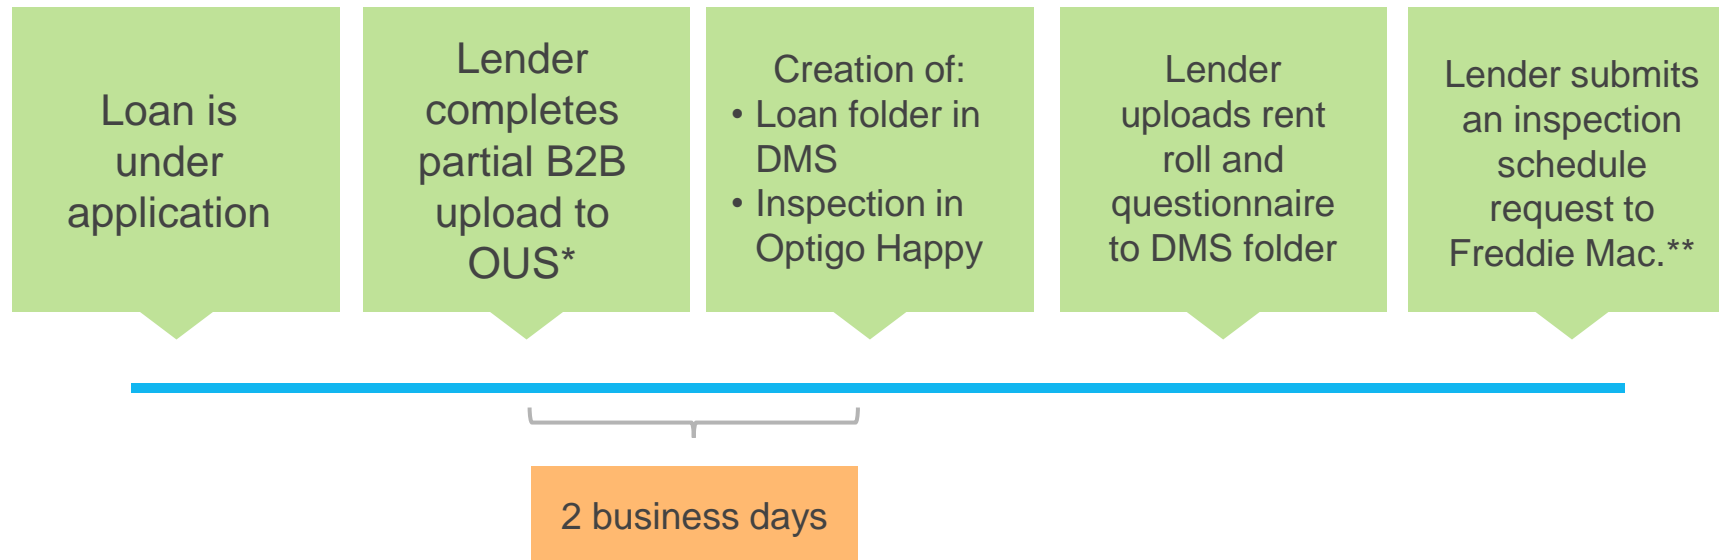 Loan is
under
application
Lender
completes
partial B2B
upload to
OUS*
Creation of:
• Loan folder in
DMS
• Inspection in
Optigo Happy
Lender
uploads rent
roll and
questionnaire
to DMS folder
Lender submits
an inspection
schedule
request to
Freddie Mac.**
2 business days